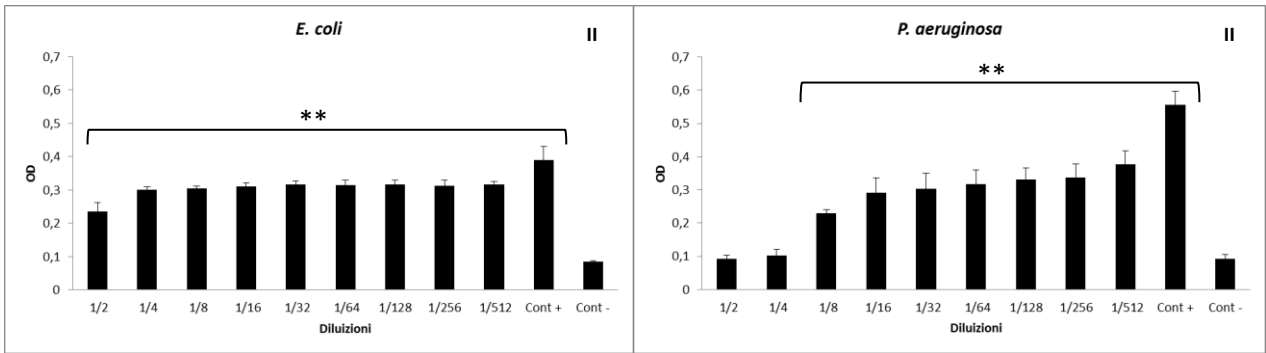 E. coli
II
0,7
0,6
0,5
0,4
0,3
0,2
0,1
0
OD
**
1/2 1/4 1/8 1/16 1/32 1/64 1/128 1/256 1/512 Cont + Cont -
Diluizioni
P. aeruginosa
II
0,7
0,6
0,5
0,4
0,3
0,2
0,1
0
OD
**
1/2 1/4 1/8 1/16 1/32 1/64 1/128 1/256 1/512 Cont + Cont -
Diluizioni